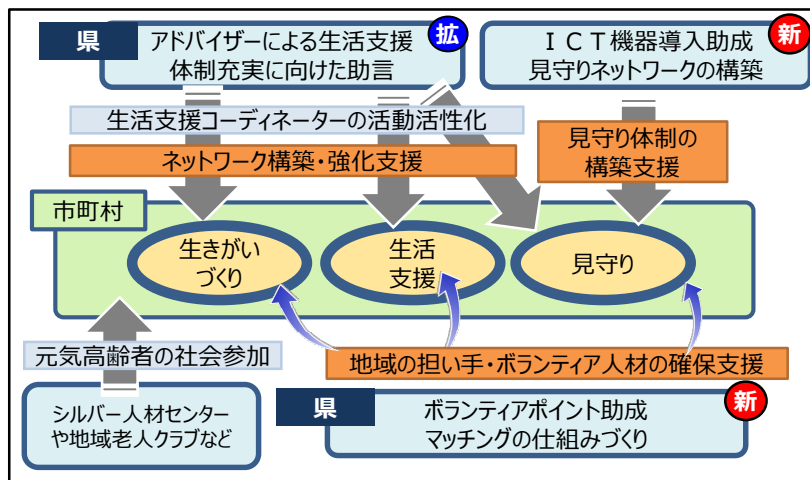 県
アドバイザーによる生活支援
体制充実に向けた助言
拡
ＩＣＴ機器導入助成
見守りネットワークの構築
新
生活支援コーディネーターの活動活性化
ネットワーク構築・強化支援
見守り体制の
構築支援
市町村
生きがい
づくり
生活
支援
見守り
元気高齢者の社会参加
地域の担い手・ボランティア人材の確保支援
シルバー人材センター
や地域老人クラブなど
県
ボランティアポイント助成
マッチングの仕組みづくり
新